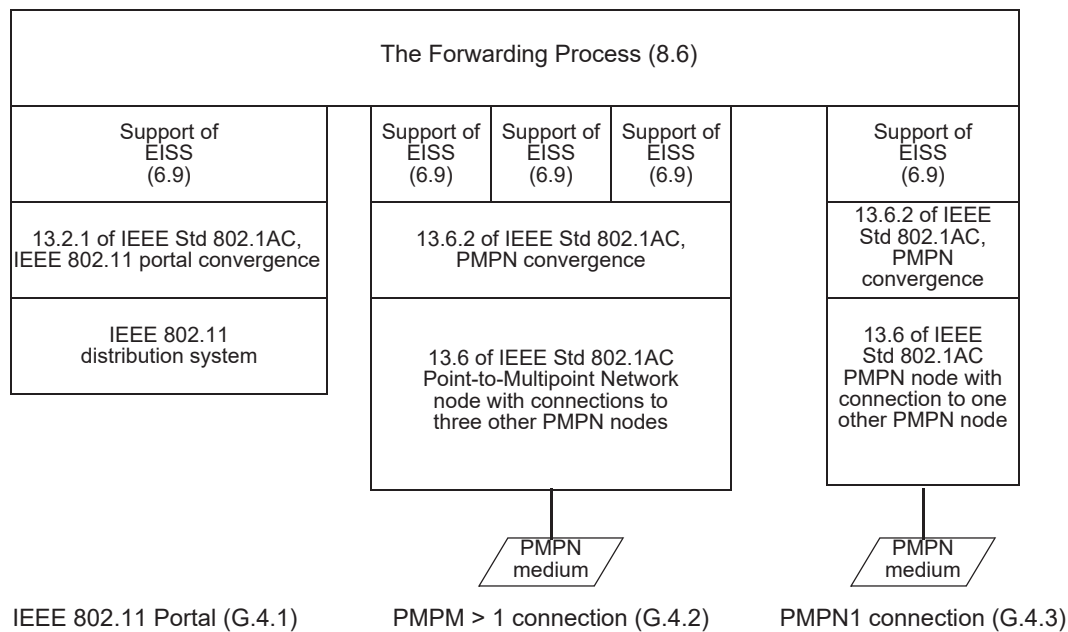 The Forwarding Process (8.6)
Support of
EISS
(6.9)
13.2.1 of IEEE Std 802.1AC,
IEEE 802.11 portal convergence
IEEE 802.11
distribution system
Support of
EISS
(6.9)
Support of
EISS
(6.9)
Support of
EISS
(6.9)
13.6.2 of IEEE Std 802.1AC,
PMPN convergence
13.6 of IEEE Std 802.1AC
Point-to-Multipoint Network
node with connections to
three other PMPN nodes
PMPN
medium
Support of
EISS
(6.9)
13.6.2 of IEEE
Std 802.1AC,
PMPN
convergence
13.6 of IEEE
Std 802.1AC
PMPN node with
connection to one
other PMPN node
PMPN
medium
IEEE 802.11 Portal (G.4.1)
PMPM > 1 connection (G.4.2)
PMPN1 connection (G.4.3)